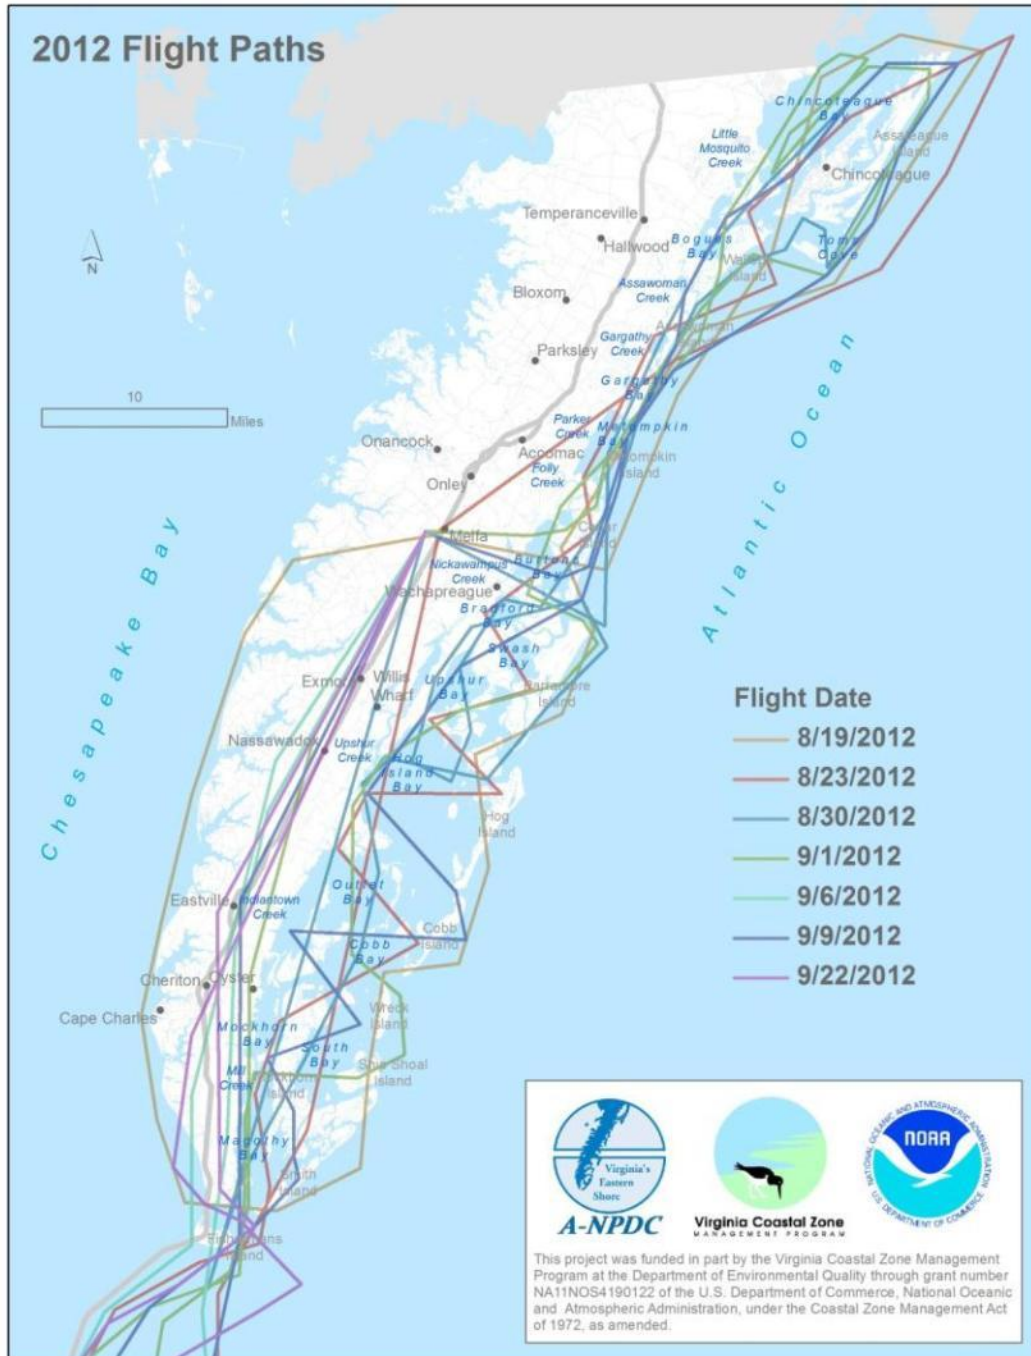 2012 Flight Paths
Chincoteague
Bay
Assateague
Island
Little
Mosquito
Creek
Chincoteague
Temperanceville
Hallwood
Bogues
Bay
Toms
Cove
Island
N
Assawoman
Creek
Bloxom
Gargathy
Creek
Parksley
Gargathy
Bay
10
Miles
Parker
Creek
Metompkin
Bay
Onancock
Accomac
Folly
Creek
Island
Onley
Atlantic Ocean
Chesapeake Bay
Melfa
Cedar
Island
Nickawampus
Creek
Burtons
Bay
Wachapreague
Bradford
Bay
Swash
Bay
Exmore
Willis
Wharf
Upshur
Bay
Parramore
Island
Nassawadox
Upshur
Creek
Hog
Island
Bay
Hog
Island
Flight Date
8/19/2012
8/23/2012
8/30/2012
9/1/2012
9/6/2012
9/9/2012
9/22/2012
Eastville
Indiantown
Creek
Outlet
Bay
Cobb
Island
Cobb
Bay
Cheriton
Oyster
Cape Charles
Wreck
Island
Mockhorn
Bay
South
Bay
Mill
Creek
Island
Ship Shoal
Island
Magothy
Bay
Smith
Island
Fishermans
Island
Virginia's
Eastern
Shore
A-NPDC
Virginia Coastal Zone
MANAGEMENT PROGRAM
NATIONAL OCEANIC AND ATMOSPHERIC ADMINISTRATION
NOAA
U.S. DEPARTMENT OF COMMERCE
This project was funded in part by the Virginia Coastal Zone Management
Program at the Department of Environmental Quality through grant number
NA11NOS4190122 of the U.S. Department of Commerce, National Oceanic
and Atmospheric Administration, under the Coastal Zone Management Act
of 1972, as amended.